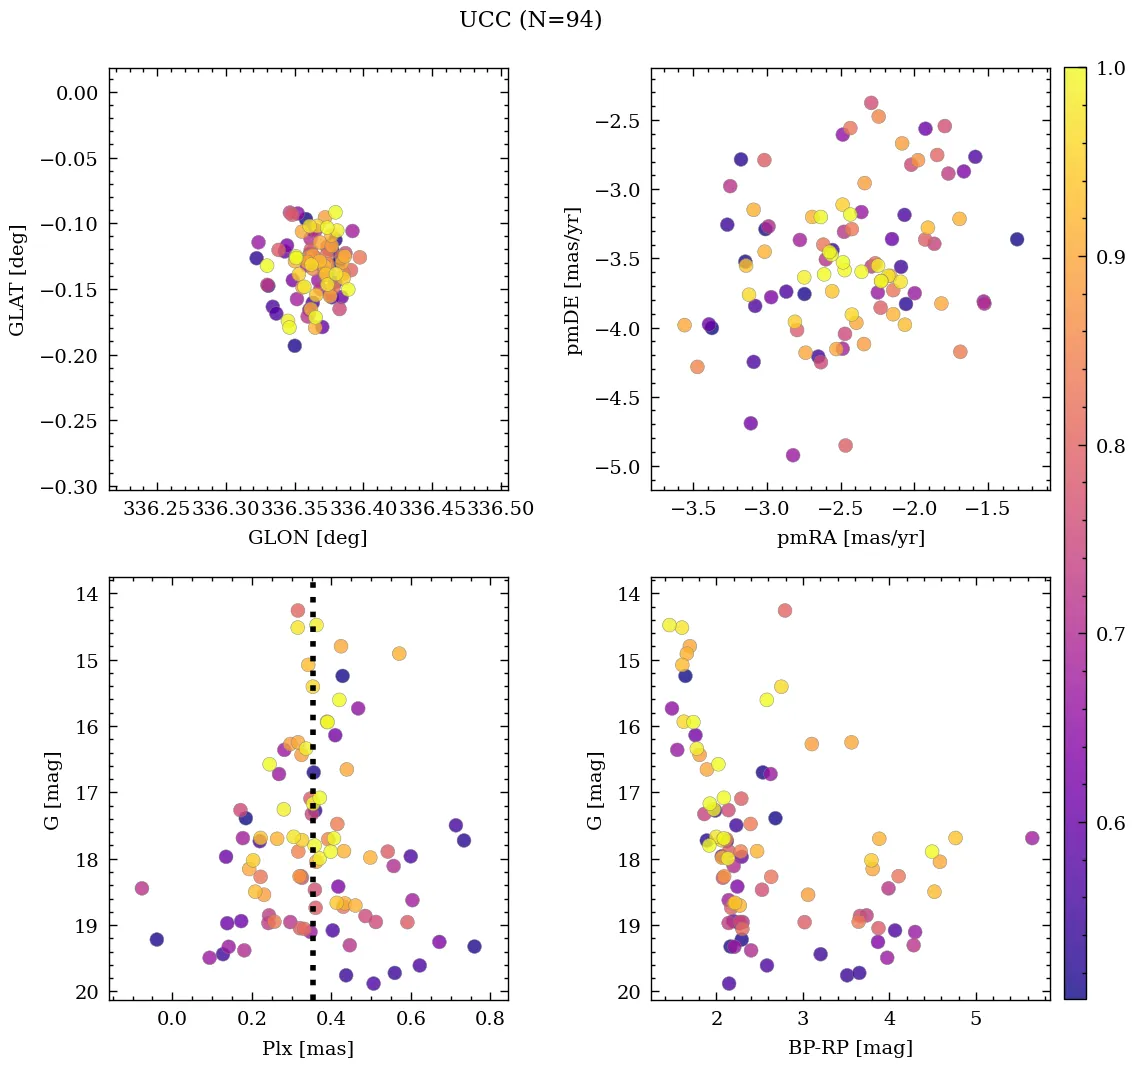 UCC (N=94)
0.00
−0.05
−0.10
−0.15
−0.20
−0.25
−0.30
GLAT [deg]
336.25 336.30 336.35 336.40 336.45 336.50
GLON [deg]
−2.5
−3.0
−3.5
−4.0
−4.5
−5.0
pmDE [mas/yr]
−3.5 −3.0 −2.5 −2.0 −1.5
pmRA [mas/yr]
14
15
16
17
18
19
20
G [mag]
0.0 0.2 0.4 0.6 0.8
Plx [mas]
14
15
16
17
18
19
20
G [mag]
2 3 4 5
BP-RP [mag]
1.0
0.9
0.8
0.7
0.6